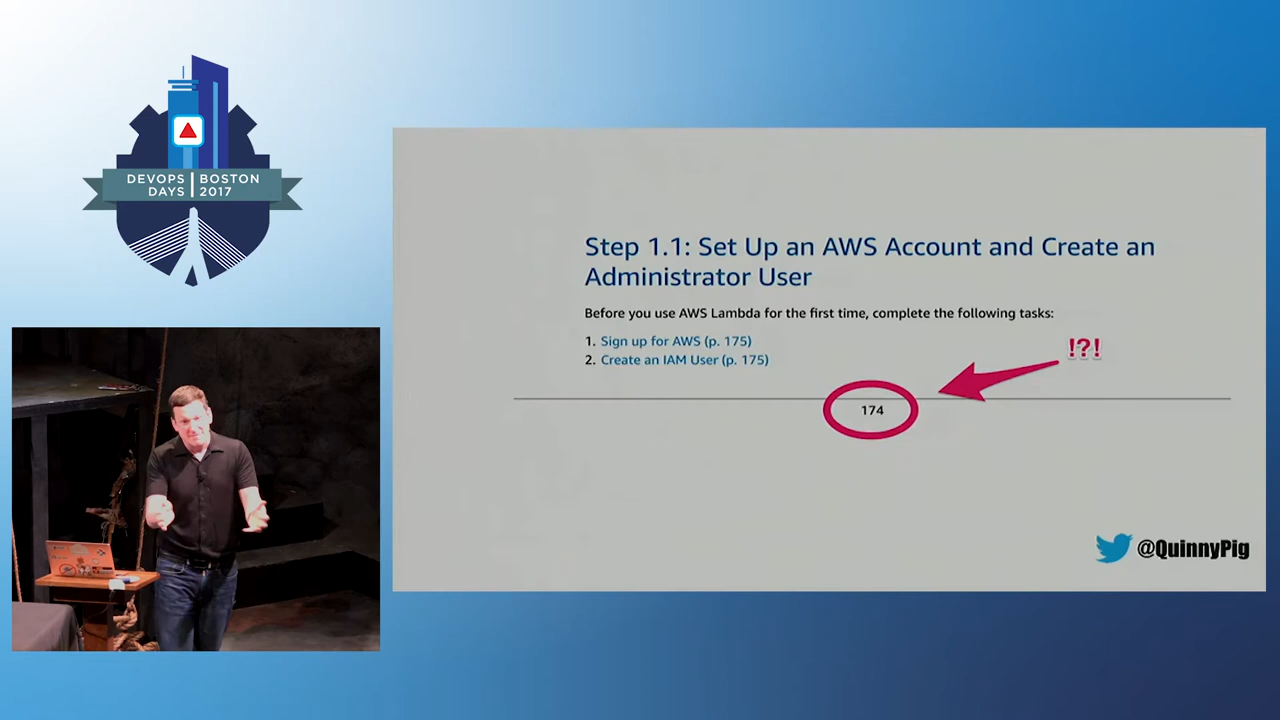 DEVOPS BOSTON
DAYS 2017
Step 1.1: Set Up an AWS Account and Create an
Administrator User
Before you use AWS Lambda for the first time, complete the following tasks:
1. Sign up for AWS (p. 175)
2. Create an IAM User (p. 175)
!?!
174
@QuinnyPig